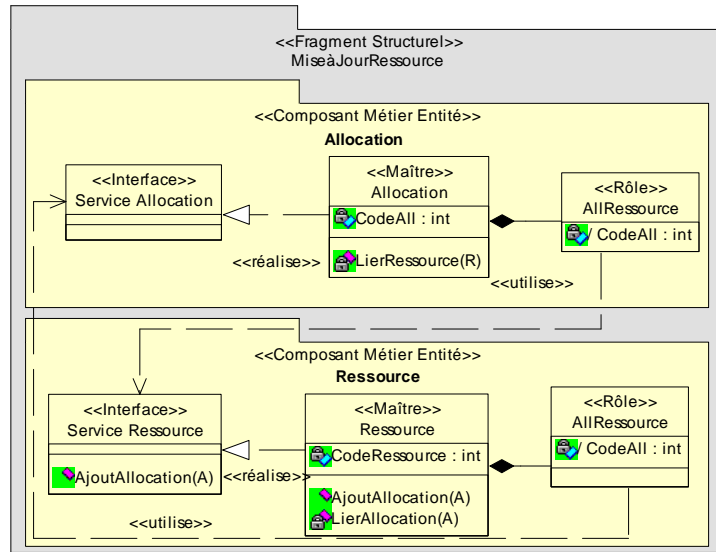 <<Fragment Structurel>>
MiseàJourRessource
<<Composant Métier Entité>>
Allocation
<<Interface>>
Service Allocation
<<Maître>>
Allocation
CodeAll : int
LierRessource(R)
<<Rôle>>
AllRessource
/ CodeAll : int
<<réalise>>
<<utilise>>
<<Composant Métier Entité>>
Ressource
<<Interface>>
Service Ressource
AjoutAllocation(A)
<<Maître>>
Ressource
CodeRessource : int
AjoutAllocation(A)
LierAllocation(A)
<<Rôle>>
AllRessource
/ CodeAll : int
<<réalise>>
<<utilise>>